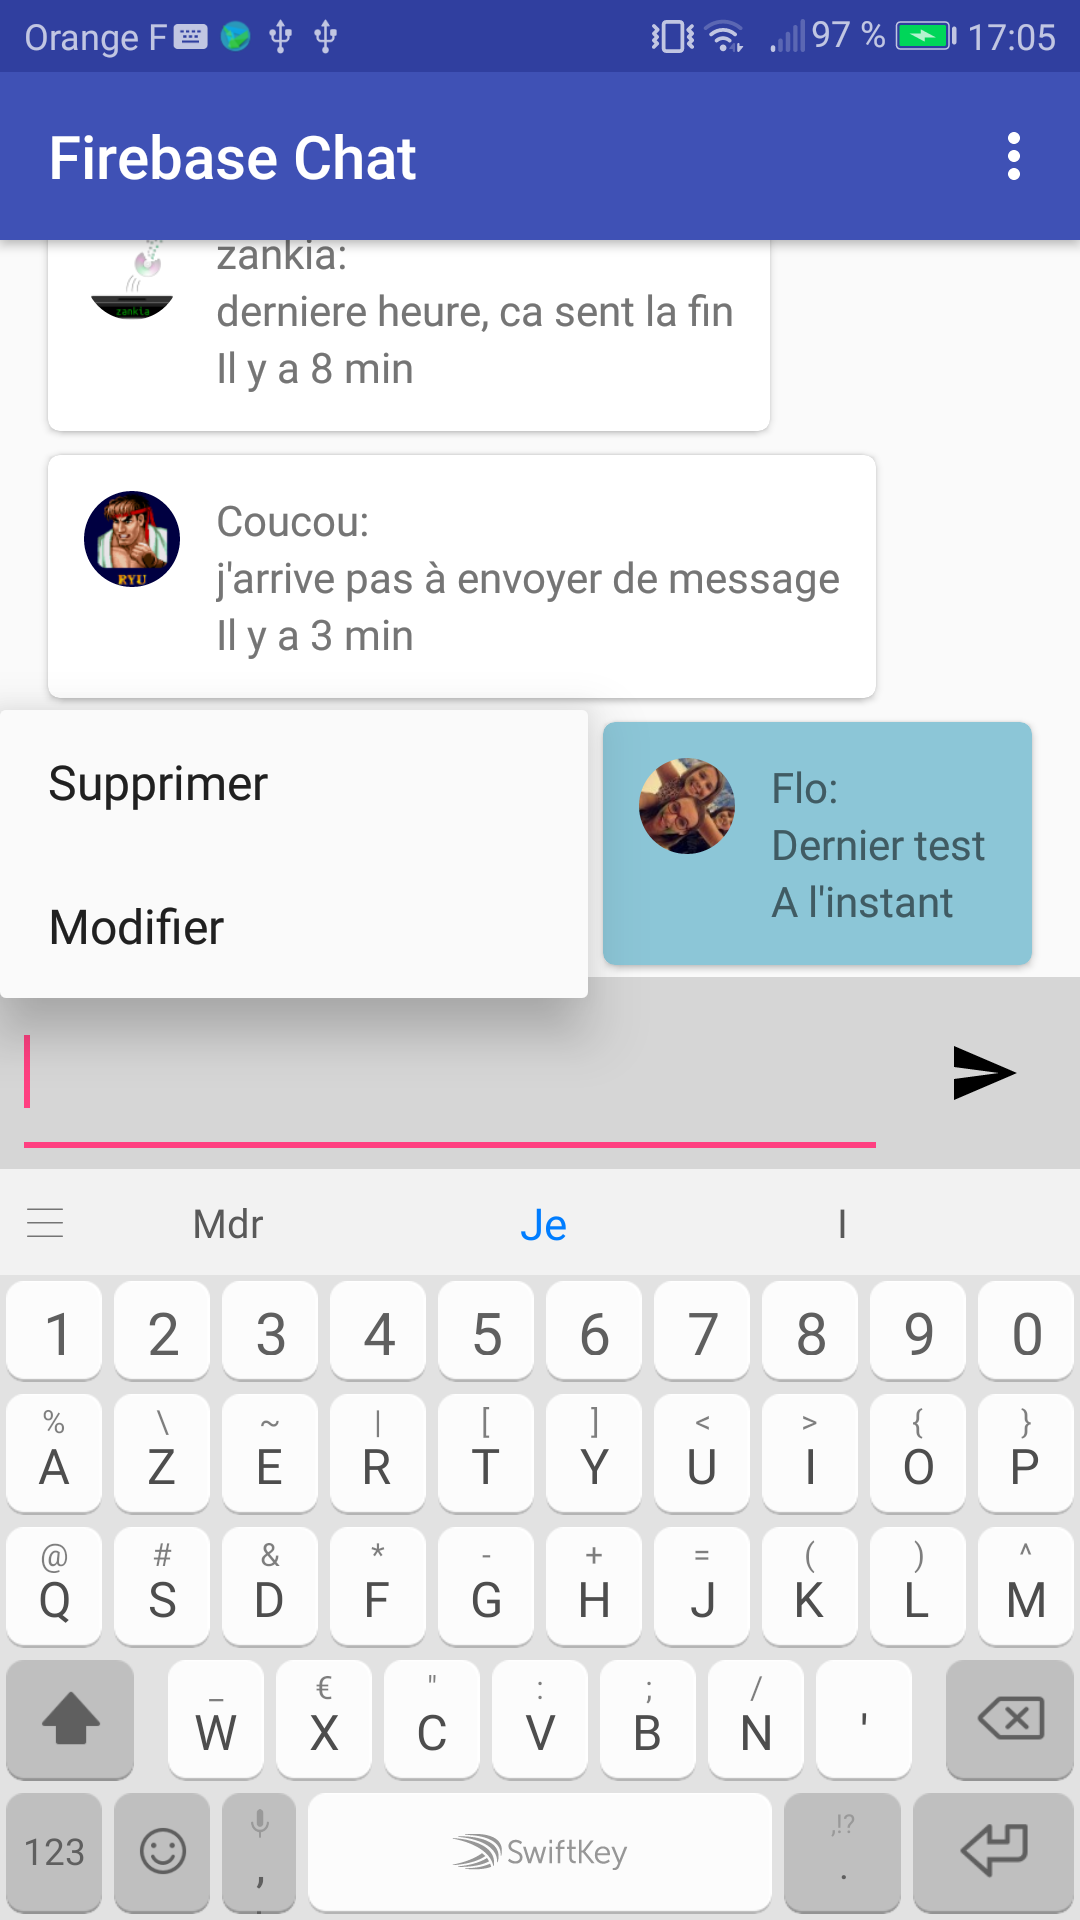 Orange F 97 % 17:05
Firebase Chat
zankia:
zankia
derniere heure, ca sent la fin
Il y a 8 min
Coucou:
RYU
j'arrive pas à envoyer de message
Il y a 3 min
Supprimer
Modifier
Flo:
Dernier test
A l'instant
Mdr Je I
1 2 3 4 5 6 7 8 9 0
% \ ~ | [ ] < > { }
A Z E R T Y U I O P
@ # & * - + = ( ) ^
Q S D F G H J K L M
_ € " : ; /
W X C V B N '
,!?
123 , SwiftKey .